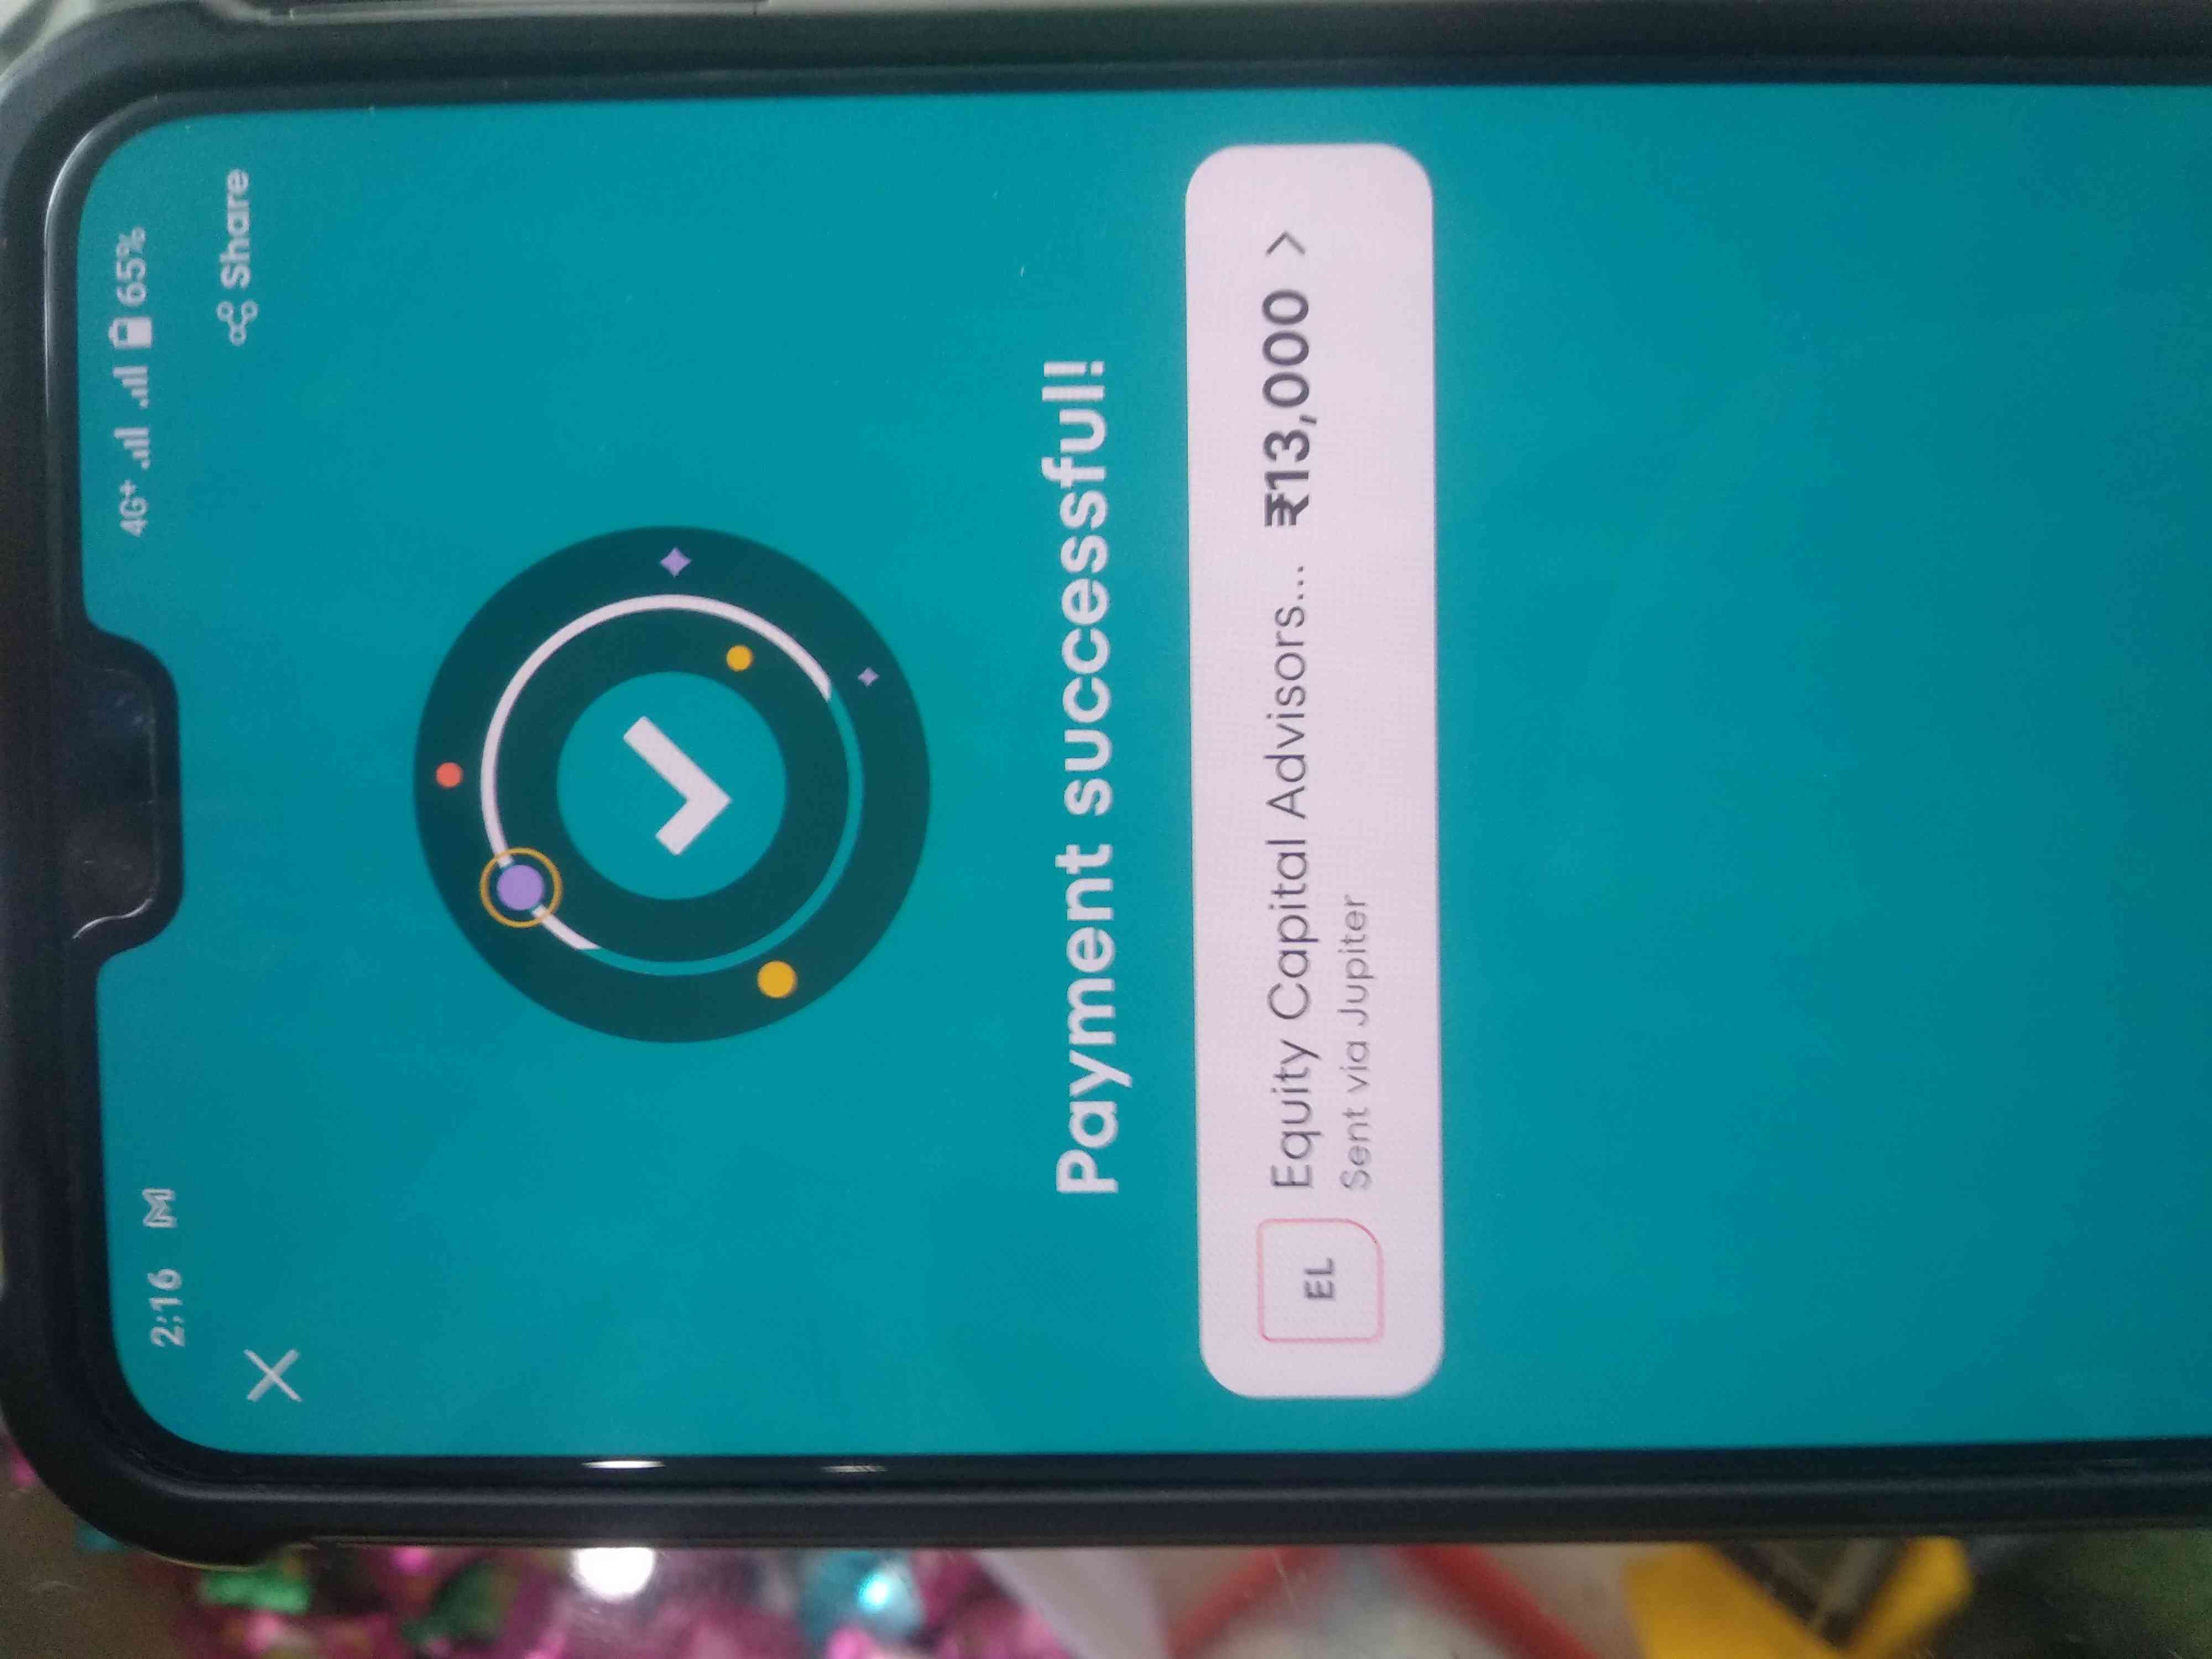 2:16 M 4G+ 65%
Share
Payment successful!
EL
Equity Capital Advisors... ₹13,000 >
Sent via Jupiter